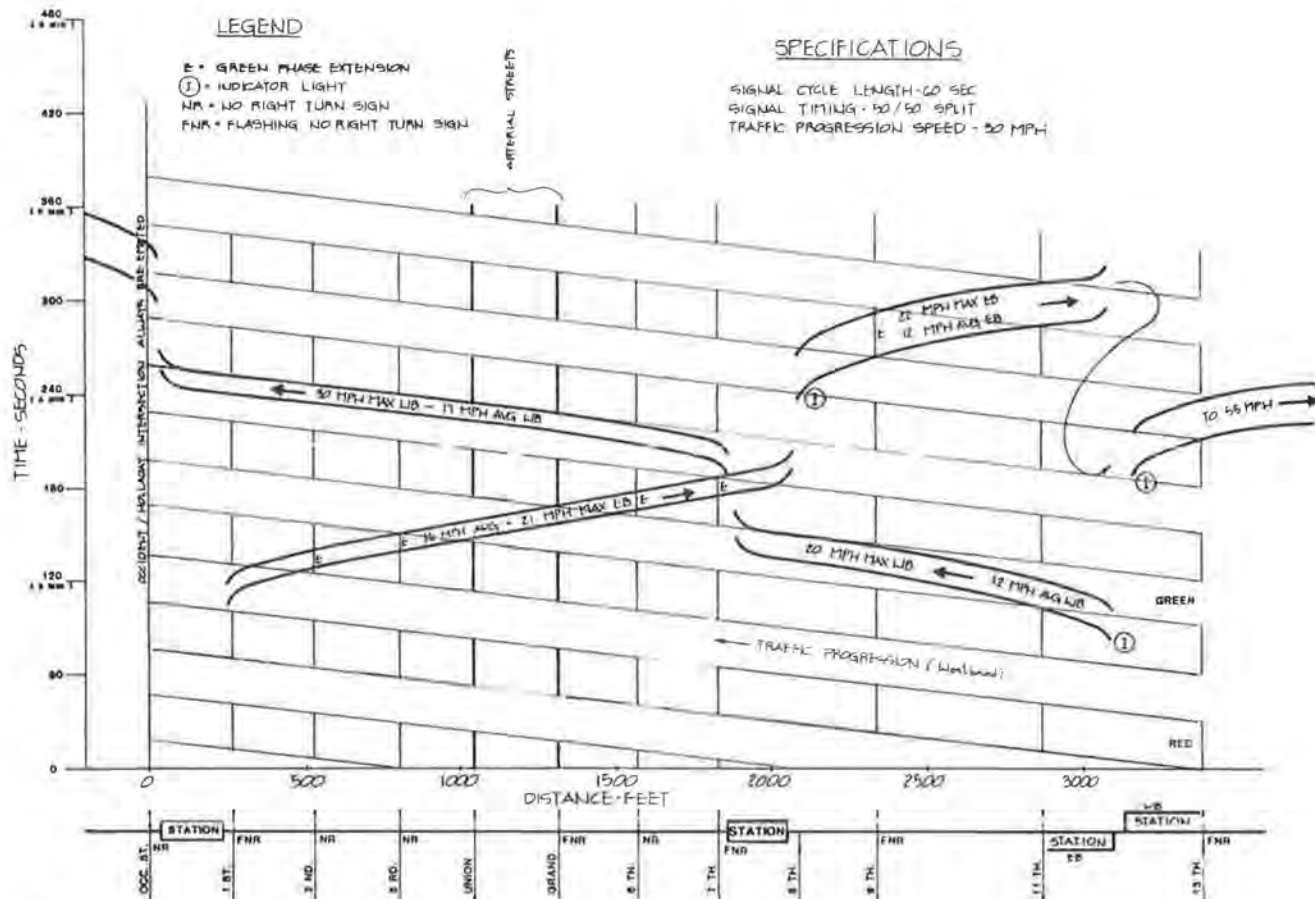 LEGEND
E = GREEN PHASE EXTENSION
Ⓘ = INDICATOR LIGHT
NR = NO RIGHT TURN SIGN
FNR = FLASHING NO RIGHT TURN SIGN
ARTERIAL STREETS
SPECIFICATIONS
SIGNAL CYCLE LENGTH-60 SEC
SIGNAL TIMING - 50/50 SPLIT
TRAFFIC PROGRESSION SPEED - 30 MPH
TIME - SECONDS
480
420
360
300
240
180
120
60
0
OCCIDENT / HOLLADAY INTERSECTION ALWAYS PREEMPTED
22 MPH MAX EB
E 12 MPH AVG EB
I
TO 55 MPH
I
30 MPH MAX WB - 17 MPH AVG WB
E
E 16 MPH AVG - 21 MPH MAX EB E
E
20 MPH MAX WB
12 MPH AVG WB
I
GREEN
TRAFFIC PROGRESSION (Westbound)
RED
0 500 1000 1500 2000 2500 3000
DISTANCE-FEET
STATION
STATION
WB
STATION
STATION
EB
NR FNR NR NR FNR NR FNR FNR FNR
OCC. ST.
1 ST.
2 ND.
3 RD.
UNION
GRAND
6 TH.
7 TH.
8 TH.
9 TH.
11 TH.
13 TH.